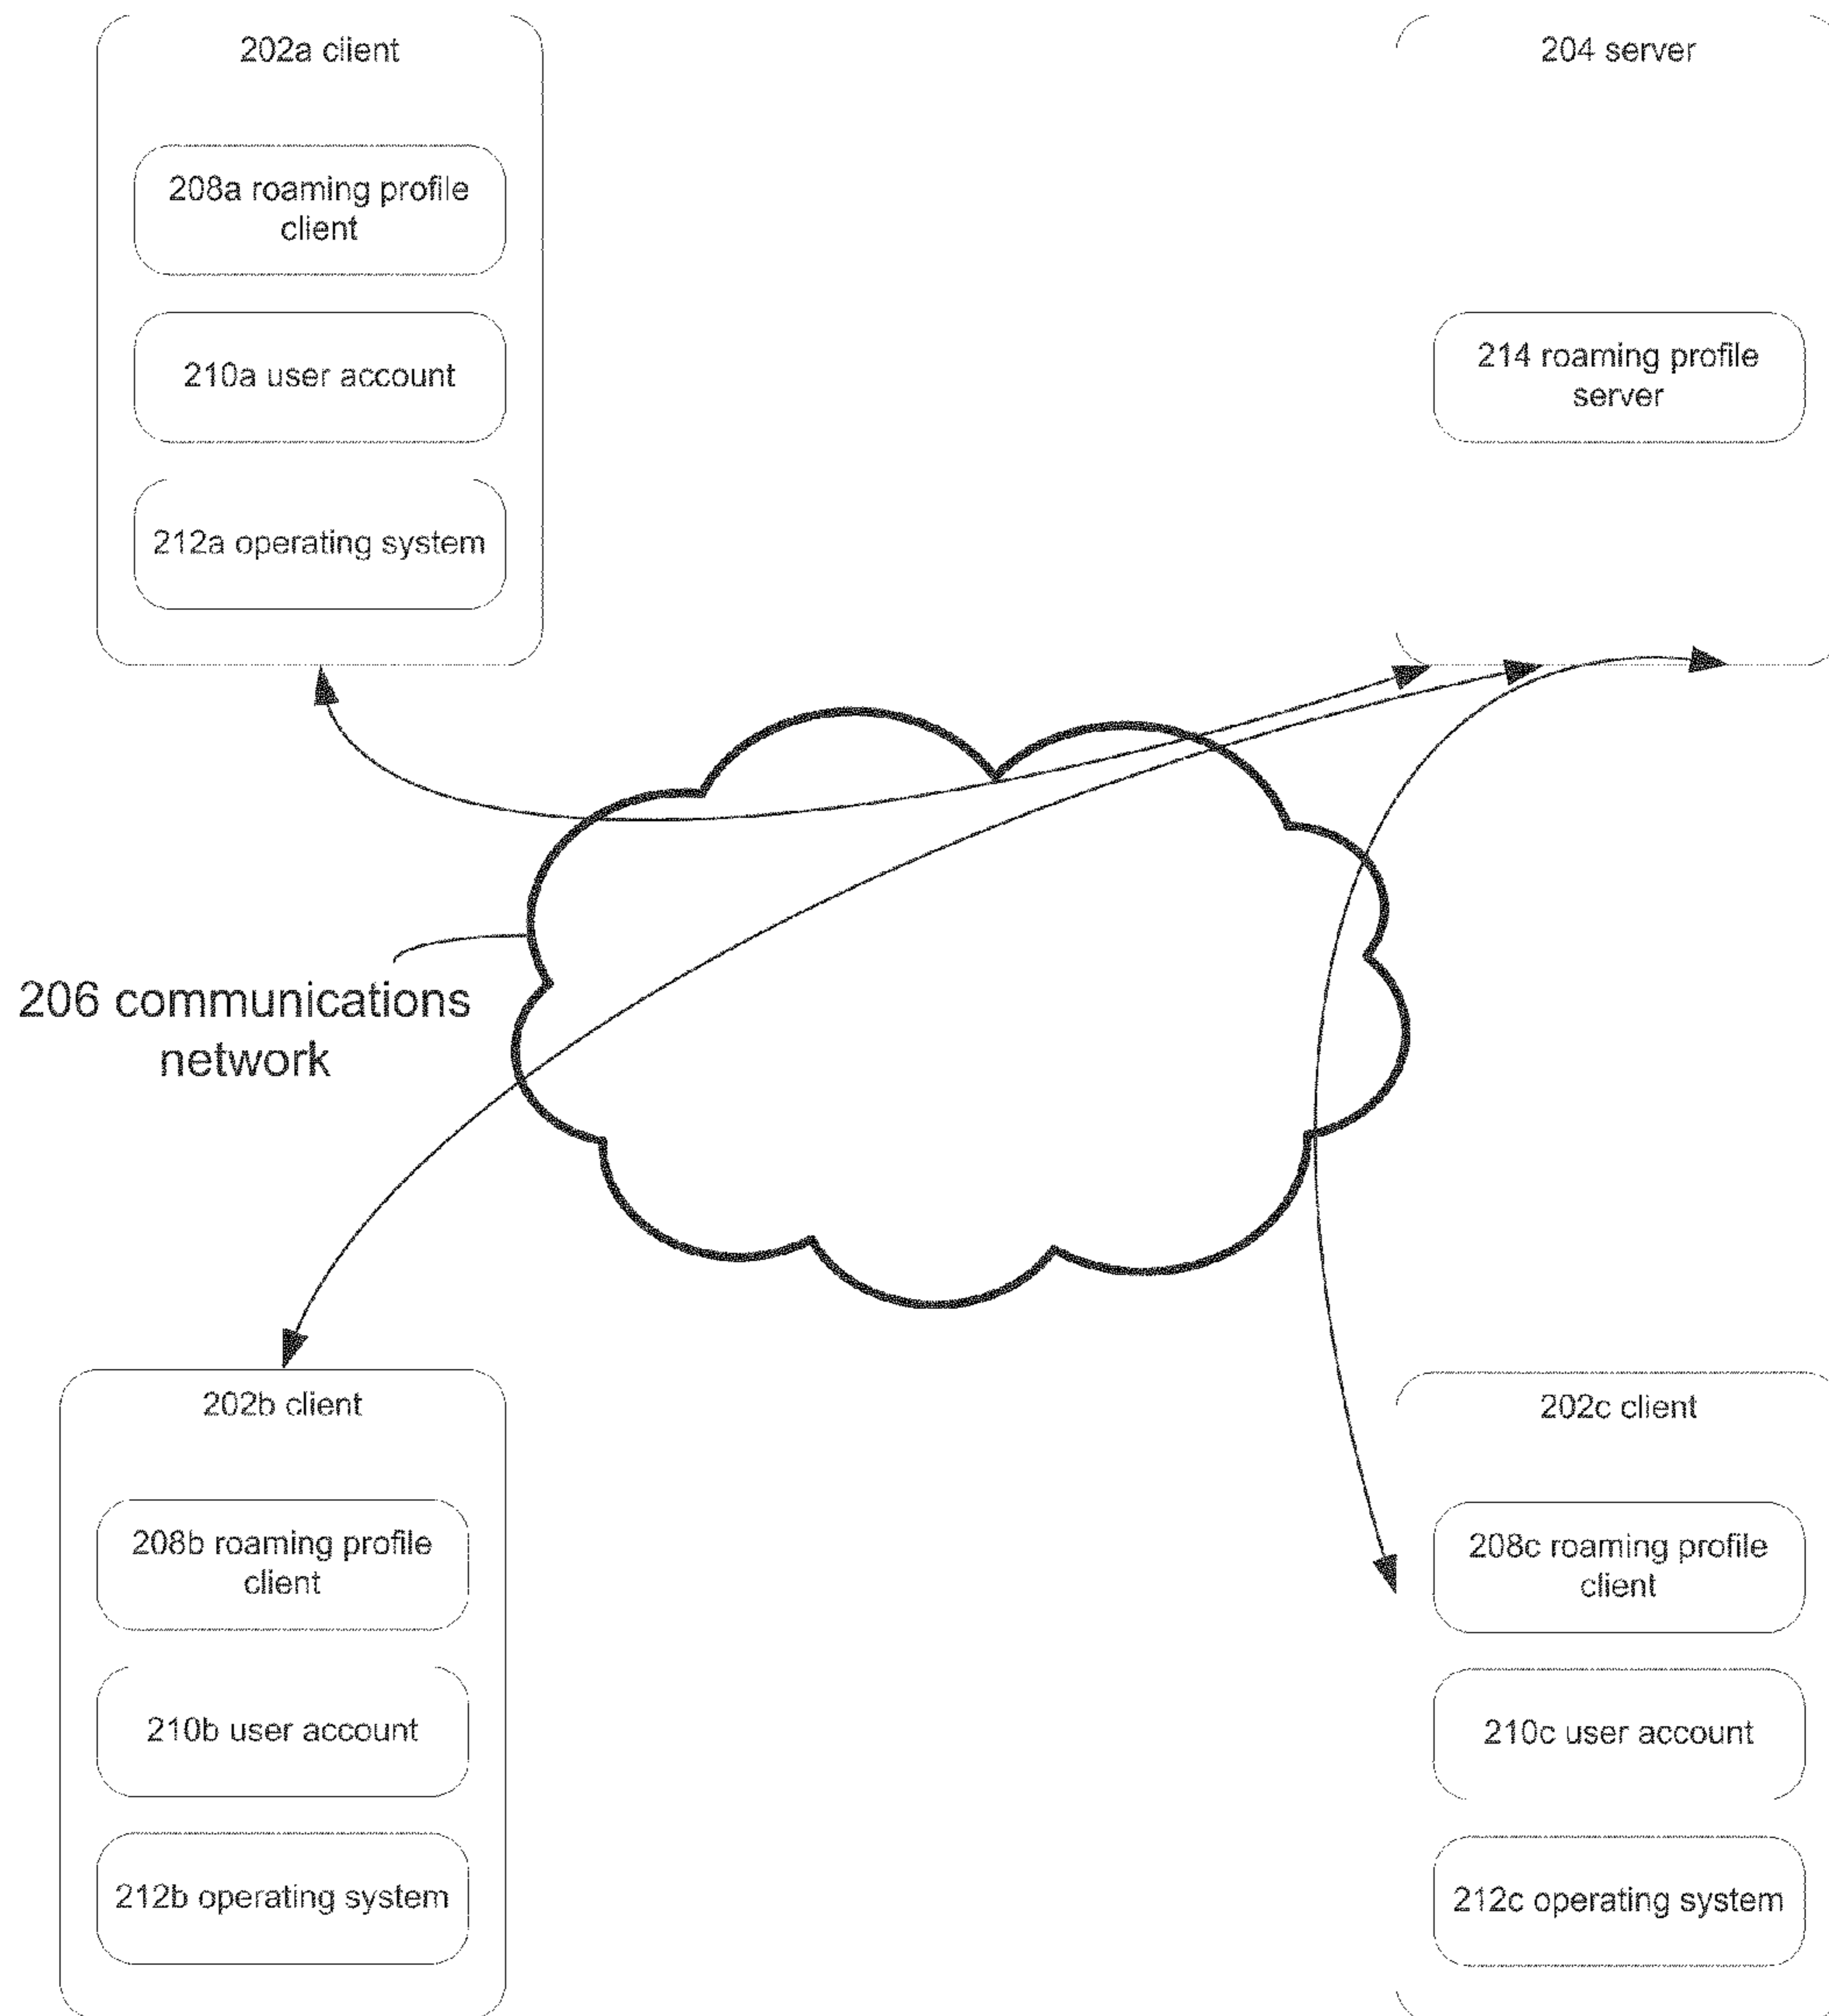 202a client
208a roaming profile
client
210a user account
212a operating system
204 server
214 roaming profile
server
206 communications
network
202b client
208b roaming profile
client
210b user account
212b operating system
202c client
208c roaming profile
client
210c user account
212c operating system